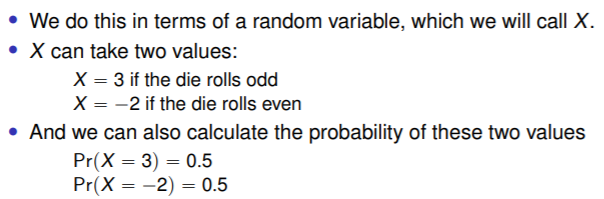 • We do this in terms of a random variable, which we will call X.
• X can take two values:
X = 3 if the die rolls odd
X = −2 if the die rolls even
• And we can also calculate the probability of these two values
Pr(X = 3) = 0.5
Pr(X = −2) = 0.5